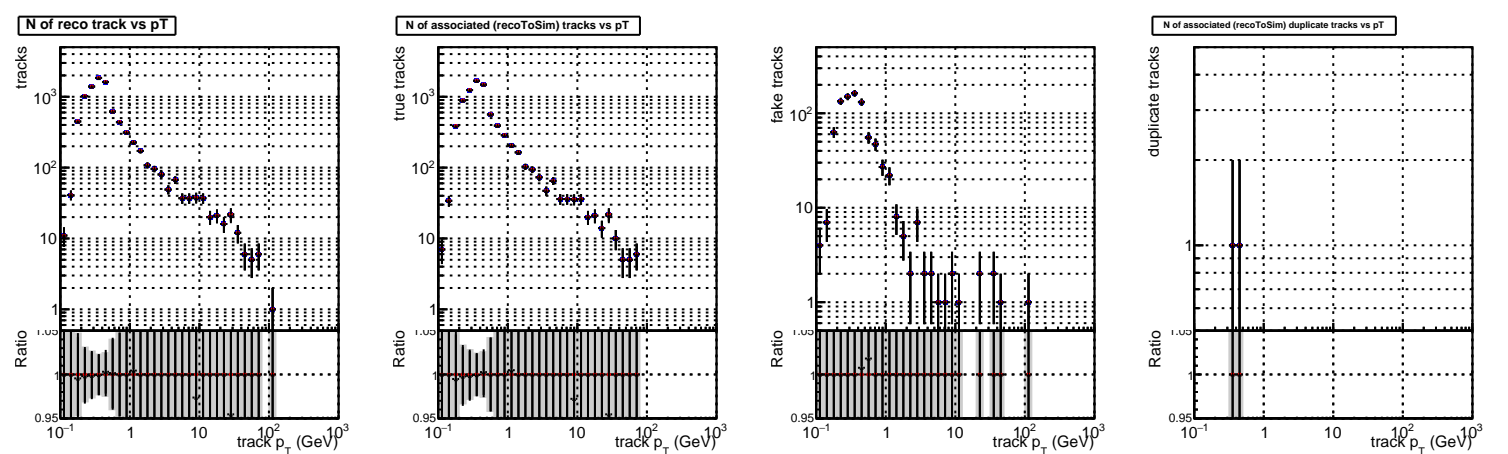 N of reco track vs pT
tracks
10³
10²
10
1
1.05
Ratio
1
0.95
10⁻¹ 1 10 10² 10³
track p_T (GeV)
N of associated (recoToSim) tracks vs pT
true tracks
10³
10²
10
1
1.05
Ratio
1
0.95
10⁻¹ 1 10 10² 10³
track p_T (GeV)
fake tracks
10²
10
1
1.05
Ratio
1
0.95
10⁻¹ 1 10 10² 10³
track p_T (GeV)
N of associated (recoToSim) duplicate tracks vs pT
duplicate tracks
1
1.05
Ratio
1
0.95
10⁻¹ 1 10 10² 10³
track p_T (GeV)